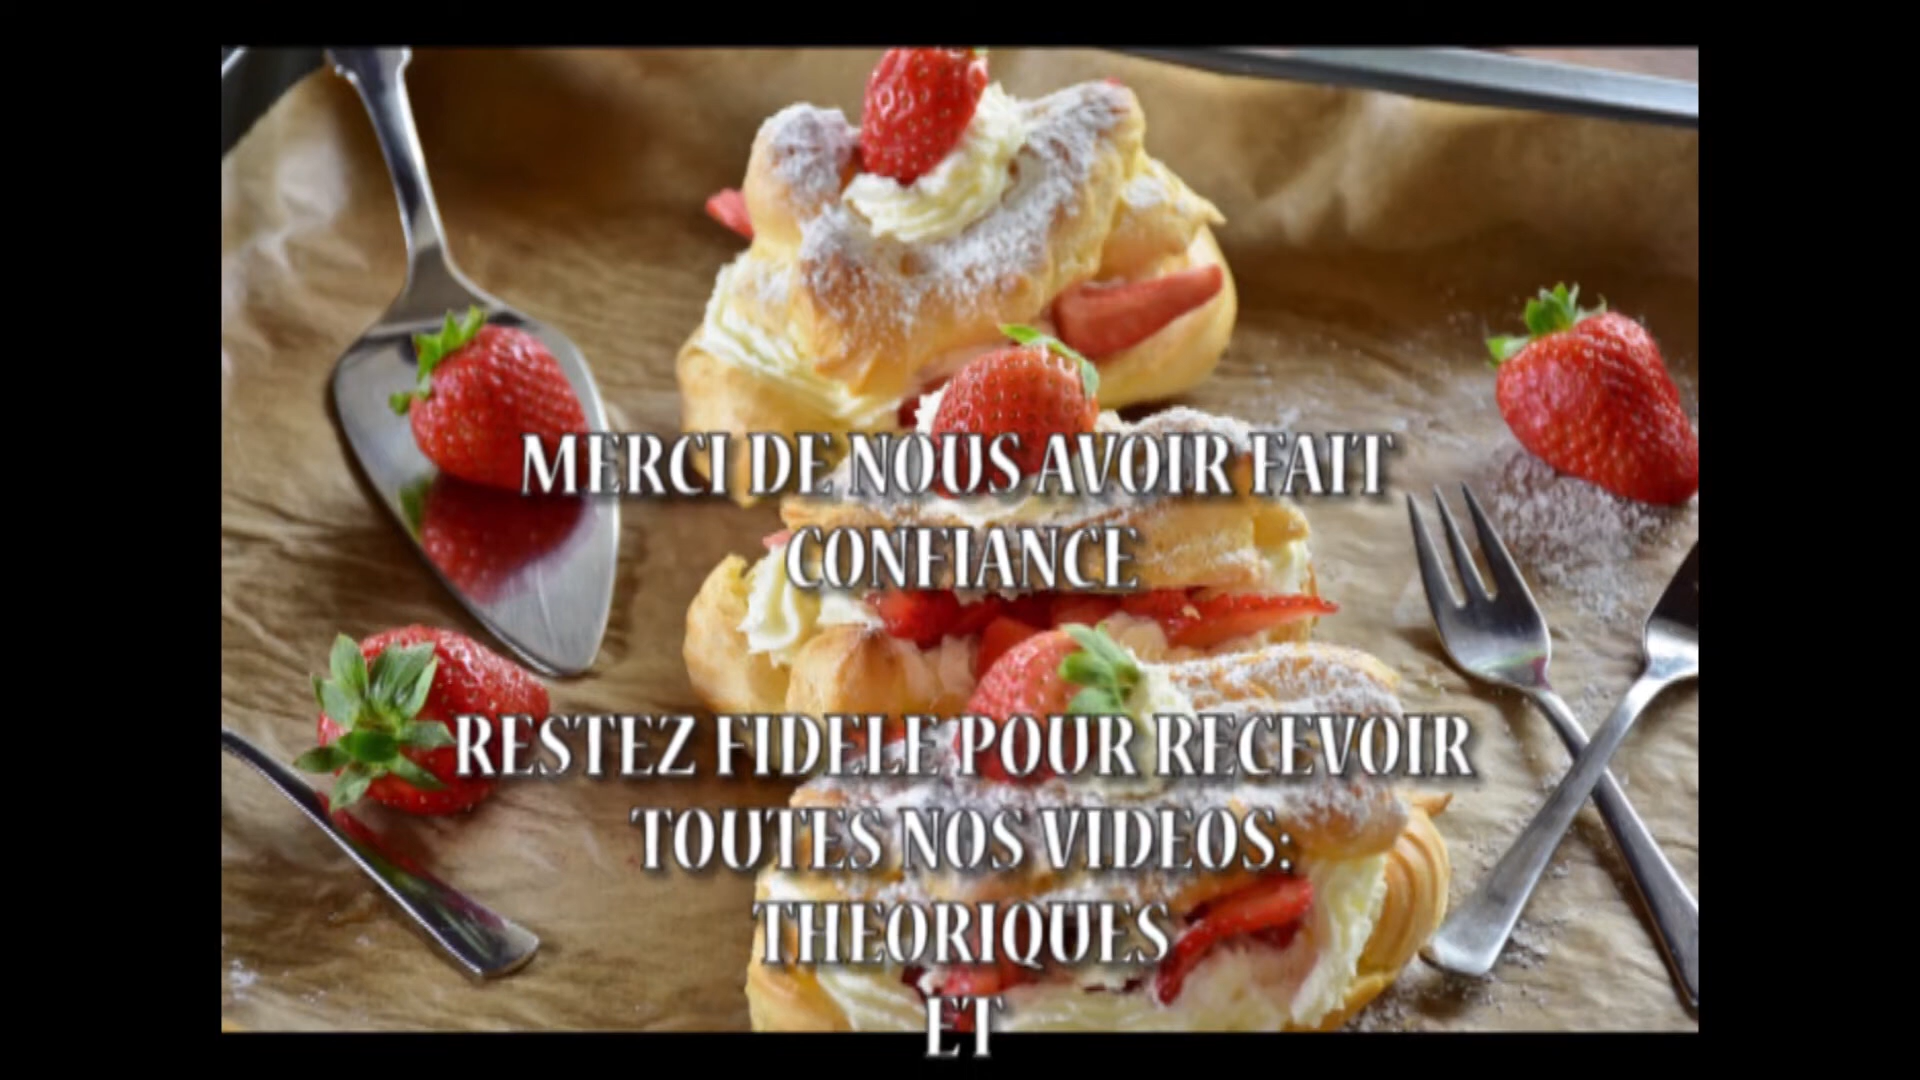 MERCI DE NOUS AVOIR FAIT
CONFIANCE
RESTEZ FIDELE POUR RECEVOIR
TOUTES NOS VIDEOS:
THEORIQUES
ET